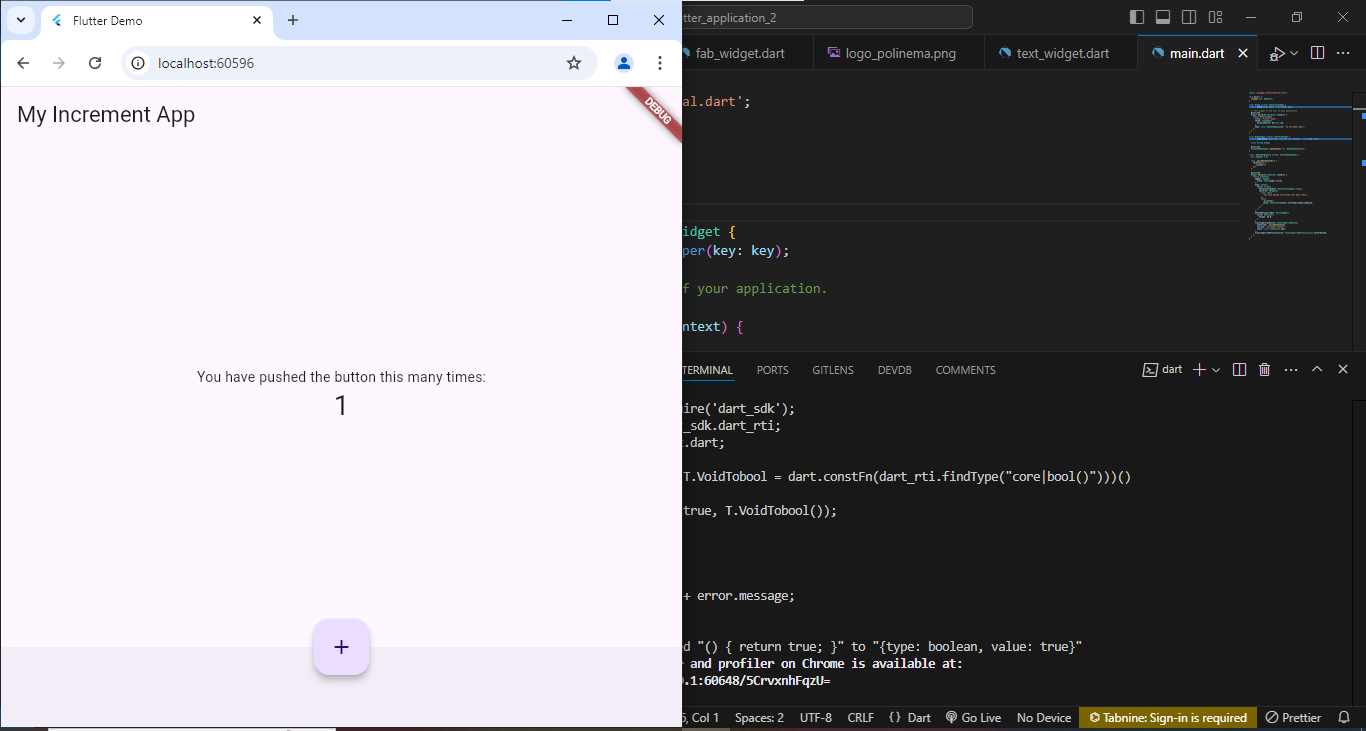 Flutter Demo
localhost:60596
My Increment App
DEBUG
You have pushed the button this many times:
1
+
tter_application_2
fab_widget.dart
logo_polinema.png
text_widget.dart
main.dart
al.dart';
idget {
per(key: key);
f your application.
ntext) {
TERMINAL
PORTS
GITLENS
DEVDB
COMMENTS
dart
ire('dart_sdk');
_sdk.dart_rti;
.dart;
T.VoidTobool = dart.constFn(dart_rti.findType("core|bool()")))()
true, T.VoidTobool());
+ error.message;
d "() { return true; }" to "{type: boolean, value: true}"
and profiler on Chrome is available at:
.1:60648/5CrvxnhFqzU=
, Col 1
Spaces: 2
UTF-8
CRLF
{} Dart
Go Live
No Device
Tabnine: Sign-in is required
Prettier